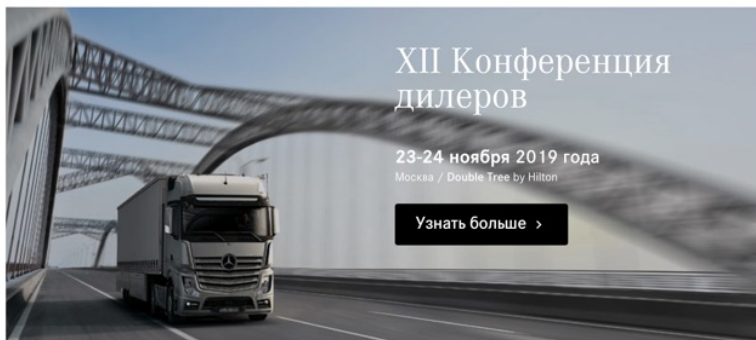 XII Конференция
дилеров
23-24 ноября 2019 года
Москва / Double Tree by Hilton
Узнать больше